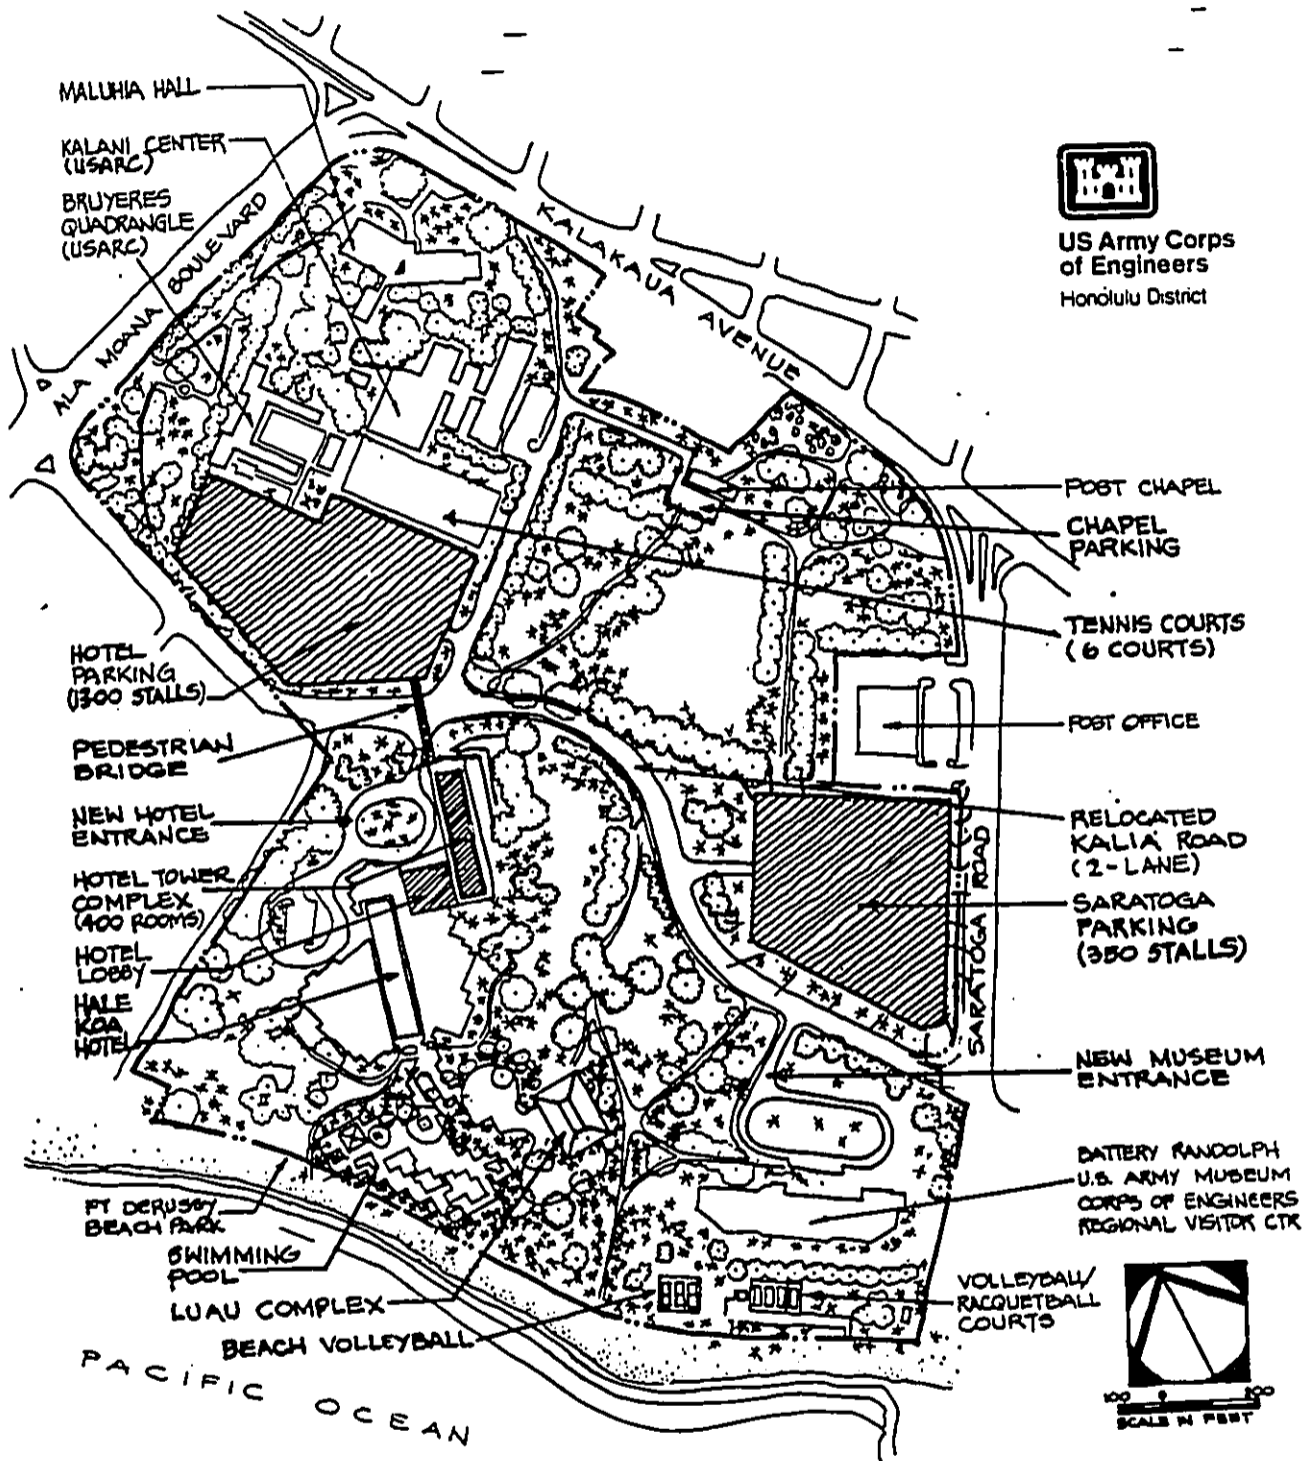 MALUHIA HALL
KALANI CENTER
(USARC)
BRUYERES
QUADRANGLE
(USARC)
ALA MOANA BOULEVARD
KALAKAUA AVENUE
US Army Corps
of Engineers
Honolulu District
POST CHAPEL
CHAPEL
PARKING
TENNIS COURTS
(6 COURTS)
POST OFFICE
RELOCATED
KALIA ROAD
(2-LANE)
SARATOGA
PARKING
(350 STALLS)
SARATOGA ROAD
NEW MUSEUM
ENTRANCE
BATTERY RANDOLPH
U.S. ARMY MUSEUM
CORPS OF ENGINEERS
REGIONAL VISITOR CTR
VOLLEYBALL/
RACQUETBALL
COURTS
HOTEL
PARKING
(1300 STALLS)
PEDESTRIAN
BRIDGE
NEW HOTEL
ENTRANCE
HOTEL TOWER
COMPLEX
(400 ROOMS)
HOTEL
LOBBY
HALE
KOA
HOTEL
FT DERUSSY
BEACH PARK
SWIMMING
POOL
LUAU COMPLEX
BEACH VOLLEYBALL
PACIFIC OCEAN
100 0 200
SCALE IN FEET